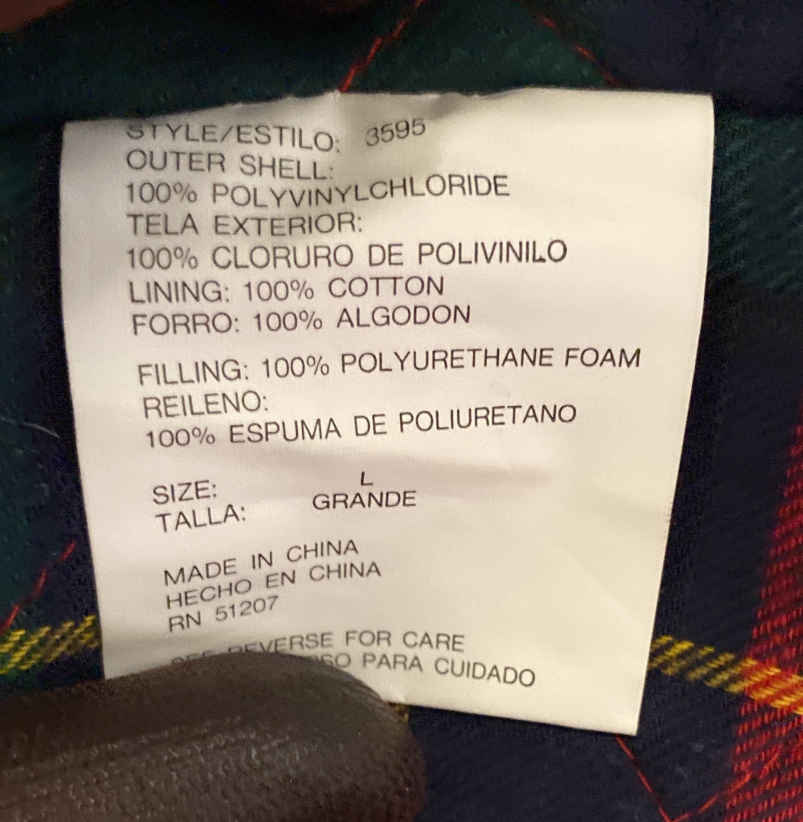 STYLE/ESTILO: 3595
OUTER SHELL:
100% POLYVINYLCHLORIDE
TELA EXTERIOR:
100% CLORURO DE POLIVINILO
LINING: 100% COTTON
FORRO: 100% ALGODON
FILLING: 100% POLYURETHANE FOAM
REILENO:
100% ESPUMA DE POLIURETANO
SIZE: L
TALLA: GRANDE
MADE IN CHINA
HECHO EN CHINA
RN 51207
SEE REVERSE FOR CARE
PARA CUIDADO